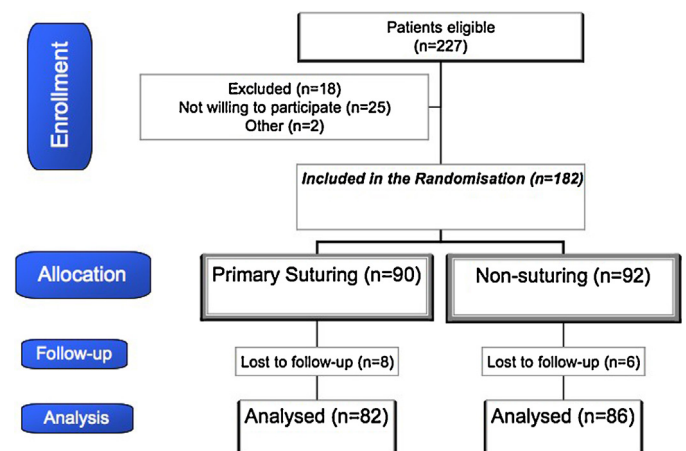 Enrollment
Patients eligible
(n=227)
Excluded (n=18)
Not willing to participate (n=25)
Other (n=2)
Included in the Randomisation (n=182)
Allocation
Primary Suturing (n=90)
Non-suturing (n=92)
Follow-up
Lost to follow-up (n=8)
Lost to follow-up (n=6)
Analysis
Analysed (n=82)
Analysed (n=86)